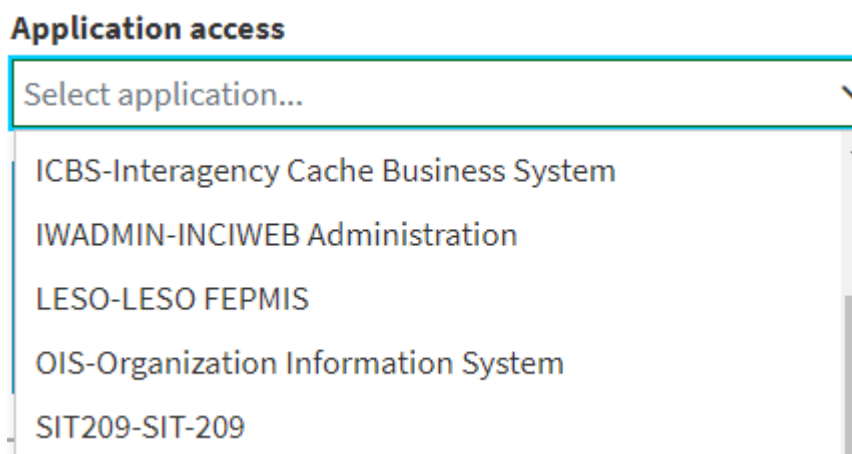 Application access
Select application...
ICBS-Interagency Cache Business System
IWADMIN-INCIWEB Administration
LESO-LESO FEPMIS
OIS-Organization Information System
SIT209-SIT-209